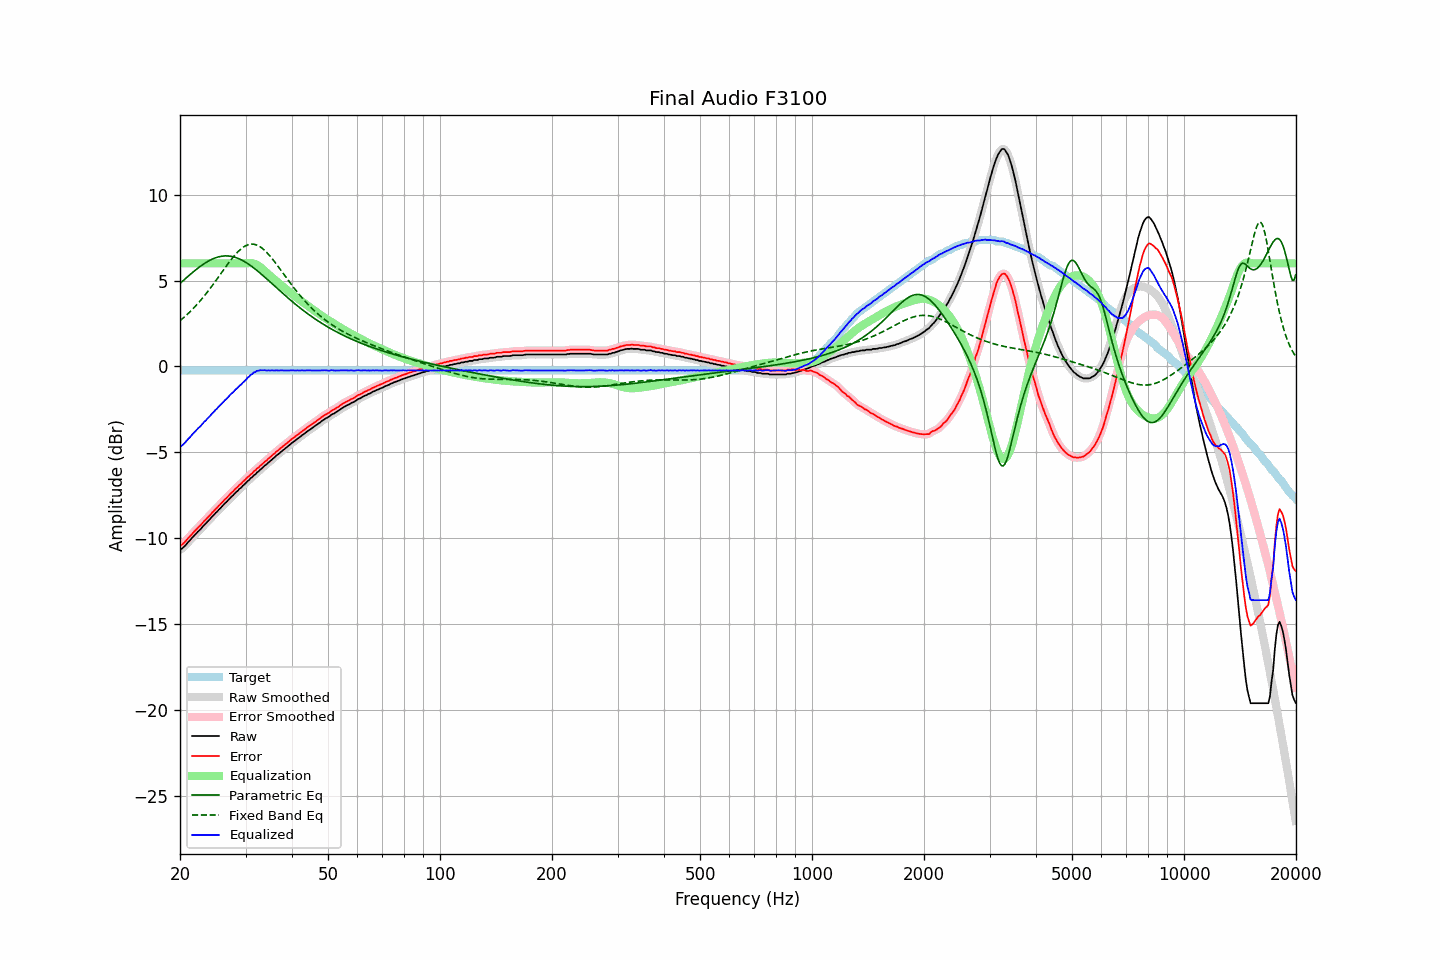 Final Audio F3100
Amplitude (dBr)
10
5
0
−5
−10
−15
−20
−25
Target
Raw Smoothed
Error Smoothed
Raw
Error
Equalization
Parametric Eq
Fixed Band Eq
Equalized
20 50 100 200 500 1000 2000 5000 10000 20000
Frequency (Hz)